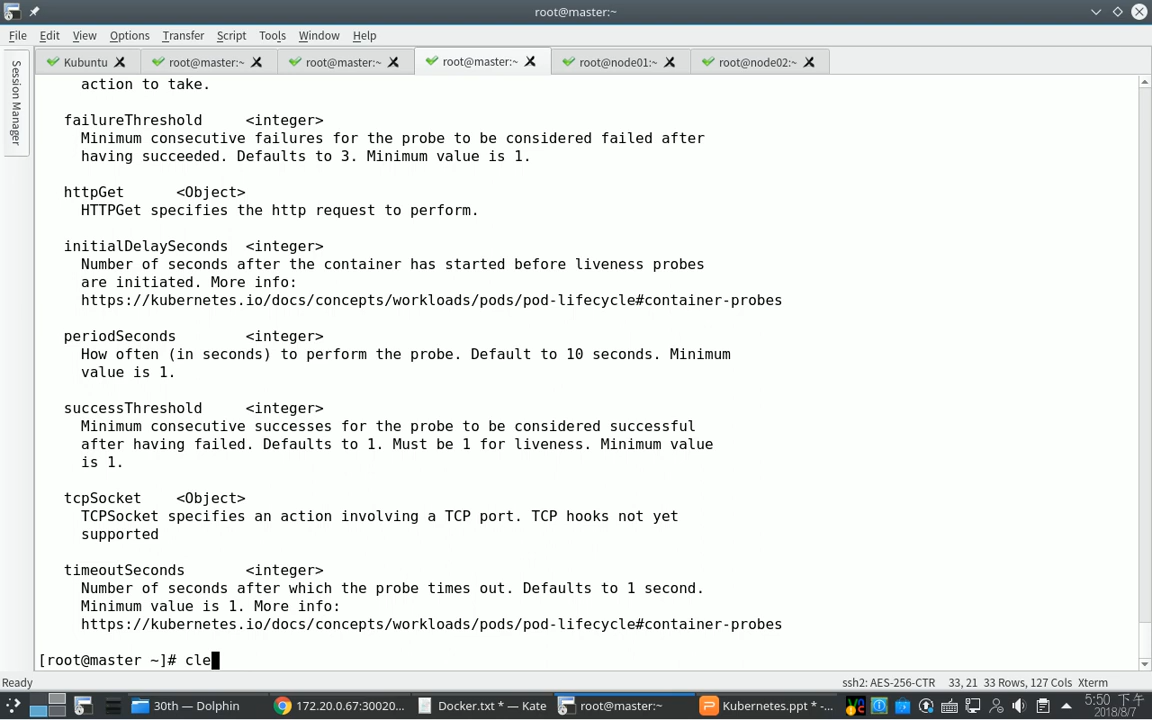 root@master:~
File Edit View Options Transfer Script Tools Window Help
Session Manager
Kubuntu root@master:~ root@master:~ root@master:~ root@node01:~ root@node02:~
action to take.
failureThreshold <integer>
Minimum consecutive failures for the probe to be considered failed after
having succeeded. Defaults to 3. Minimum value is 1.
httpGet <Object>
HTTPGet specifies the http request to perform.
initialDelaySeconds <integer>
Number of seconds after the container has started before liveness probes
are initiated. More info:
https://kubernetes.io/docs/concepts/workloads/pods/pod-lifecycle#container-probes
periodSeconds <integer>
How often (in seconds) to perform the probe. Default to 10 seconds. Minimum
value is 1.
successThreshold <integer>
Minimum consecutive successes for the probe to be considered successful
after having failed. Defaults to 1. Must be 1 for liveness. Minimum value
is 1.
tcpSocket <Object>
TCPSocket specifies an action involving a TCP port. TCP hooks not yet
supported
timeoutSeconds <integer>
Number of seconds after which the probe times out. Defaults to 1 second.
Minimum value is 1. More info:
https://kubernetes.io/docs/concepts/workloads/pods/pod-lifecycle#container-probes
[root@master ~]# cle
Ready ssh2: AES-256-CTR 33, 21 33 Rows, 127 Cols Xterm
30th — Dolphin 172.20.0.67:30020... Docker.txt * — Kate root@master:~ Kubernetes.ppt * -... 5:50 下午
2018/8/7